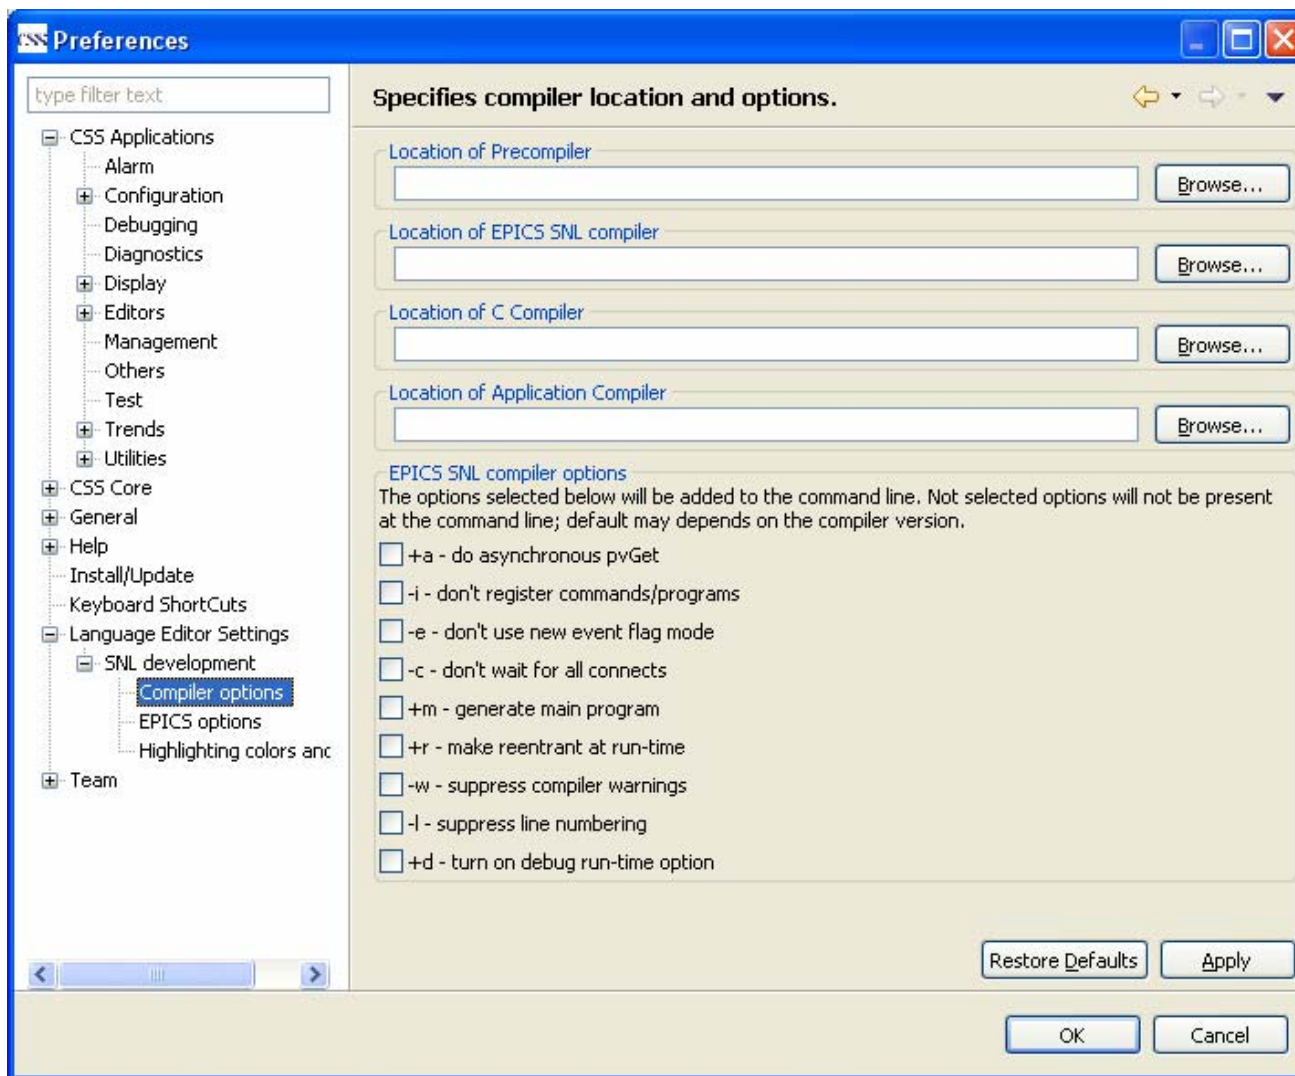 CSS Preferences
type filter text
CSS Applications
Alarm
Configuration
Debugging
Diagnostics
Display
Editors
Management
Others
Test
Trends
Utilities
CSS Core
General
Help
Install/Update
Keyboard ShortCuts
Language Editor Settings
SNL development
Compiler options
EPICS options
Highlighting colors and
Team
Specifies compiler location and options.
Location of Precompiler
Browse...
Location of EPICS SNL compiler
Browse...
Location of C Compiler
Browse...
Location of Application Compiler
Browse...
EPICS SNL compiler options
The options selected below will be added to the command line. Not selected options will not be present
at the command line; default may depends on the compiler version.
+a - do asynchronous pvGet
-i - don't register commands/programs
-e - don't use new event flag mode
-c - don't wait for all connects
+m - generate main program
+r - make reentrant at run-time
-w - suppress compiler warnings
-l - suppress line numbering
+d - turn on debug run-time option
Restore Defaults
Apply
OK
Cancel